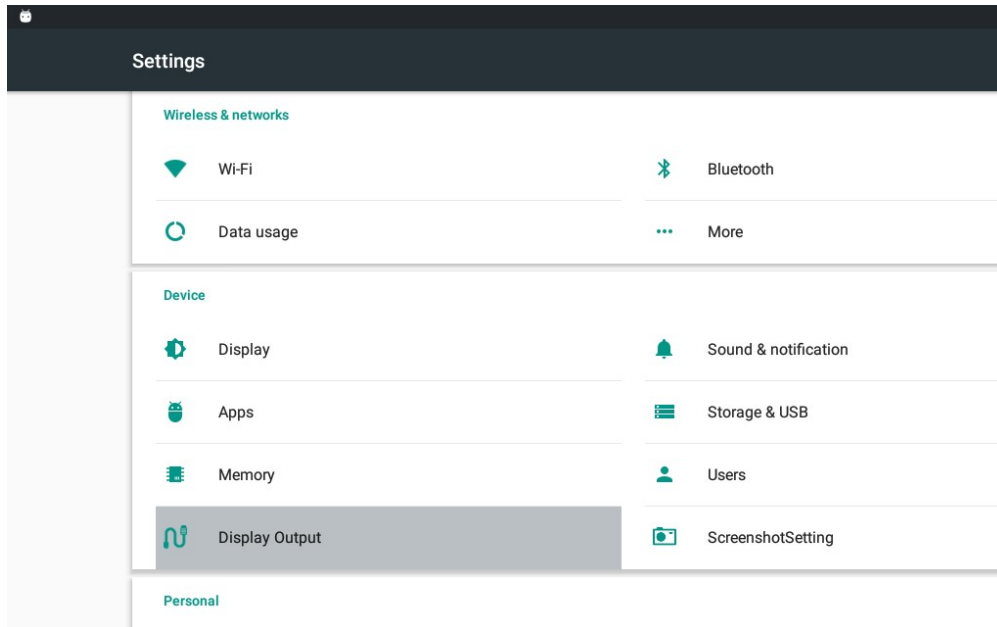 Settings
Wireless & networks
Wi-Fi
Bluetooth
Data usage
More
Device
Display
Sound & notification
Apps
Storage & USB
Memory
Users
Display Output
ScreenshotSetting
Personal